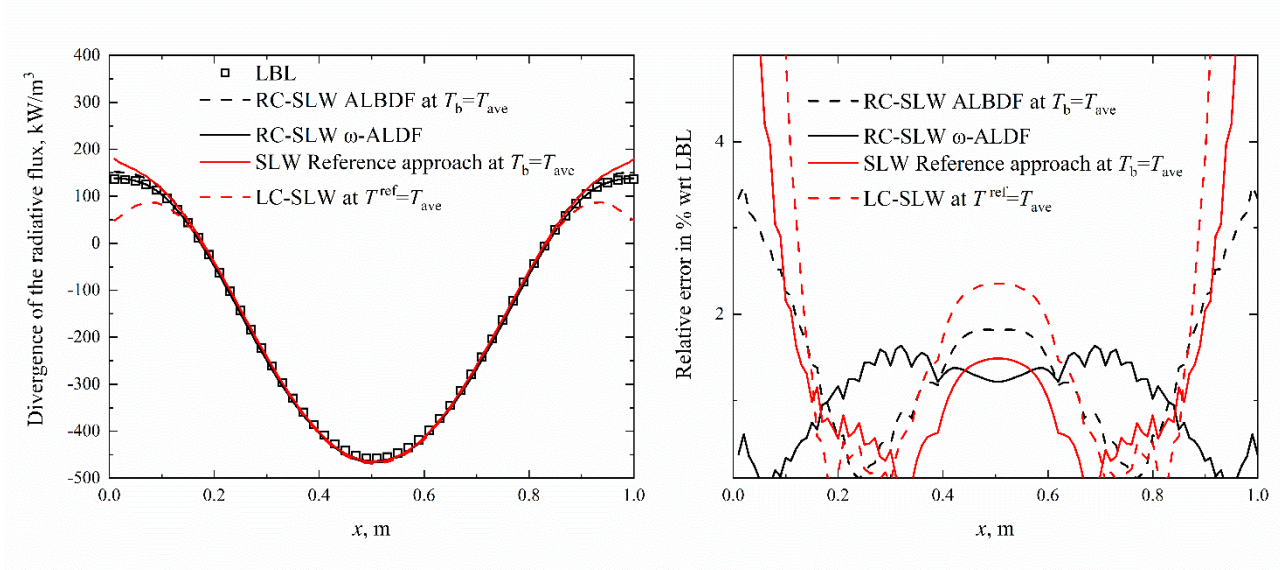 400
300
200
100
0
-100
-200
-300
-400
-500
Divergence of the radiative flux, kW/m³
LBL
RC-SLW ALBDF at Tb=Tave
RC-SLW ω-ALDF
SLW Reference approach at Tb=Tave
LC-SLW at Tref=Tave
0.0 0.2 0.4 0.6 0.8 1.0
x, m
4
2
Relative error in % wrt LBL
RC-SLW ALBDF at Tb=Tave
RC-SLW ω-ALDF
SLW Reference approach at Tb=Tave
LC-SLW at Tref=Tave
0.0 0.2 0.4 0.6 0.8 1.0
x, m